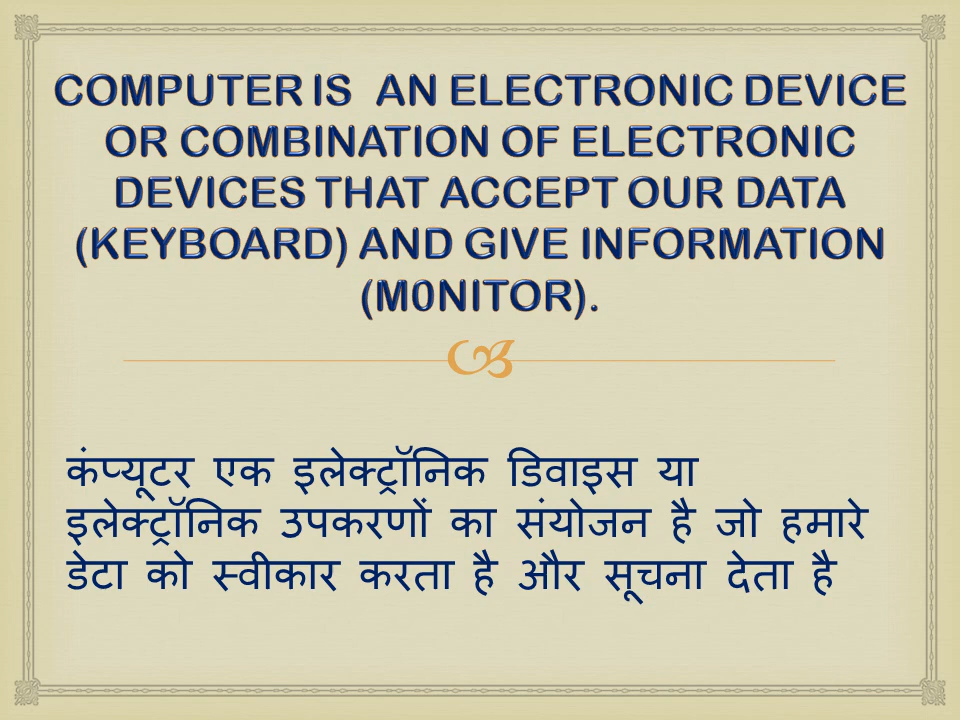 COMPUTER IS AN ELECTRONIC DEVICE
OR COMBINATION OF ELECTRONIC
DEVICES THAT ACCEPT OUR DATA
(KEYBOARD) AND GIVE INFORMATION
(M0NITOR).
कंप्यूटर एक इलेक्ट्रॉनिक डिवाइस या
इलेक्ट्रॉनिक उपकरणों का संयोजन है जो हमारे
डेटा को स्वीकार करता है और सूचना देता है